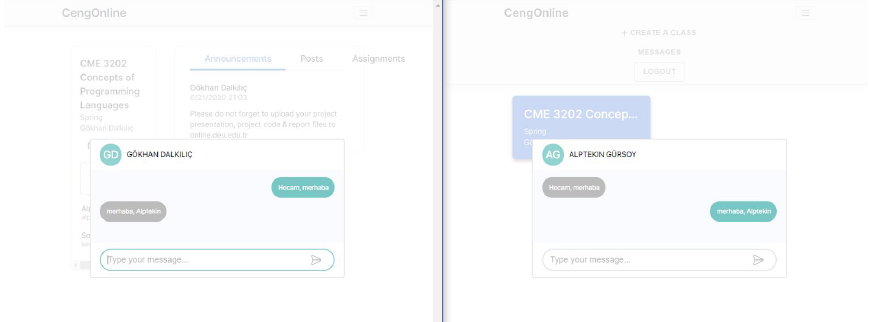 CengOnline
CME 3202
Concepts of
Programming
Languages
Spring
Gökhan Dalkılıç
Announcements Posts Assignments
Gökhan Dalkılıç
6/21/2020 21:03
Please do not forget to upload your project
presentation, project code & report files to
online.deu.edu.tr
GD GÖKHAN DALKILIÇ
Hocam, merhaba
merhaba, Alptekin
Type your message...
CengOnline
+ CREATE A CLASS
MESSAGES
LOGOUT
CME 3202 Concep...
Spring
AG ALPTEKIN GÜRSOY
Hocam, merhaba
merhaba, Alptekin
Type your message...